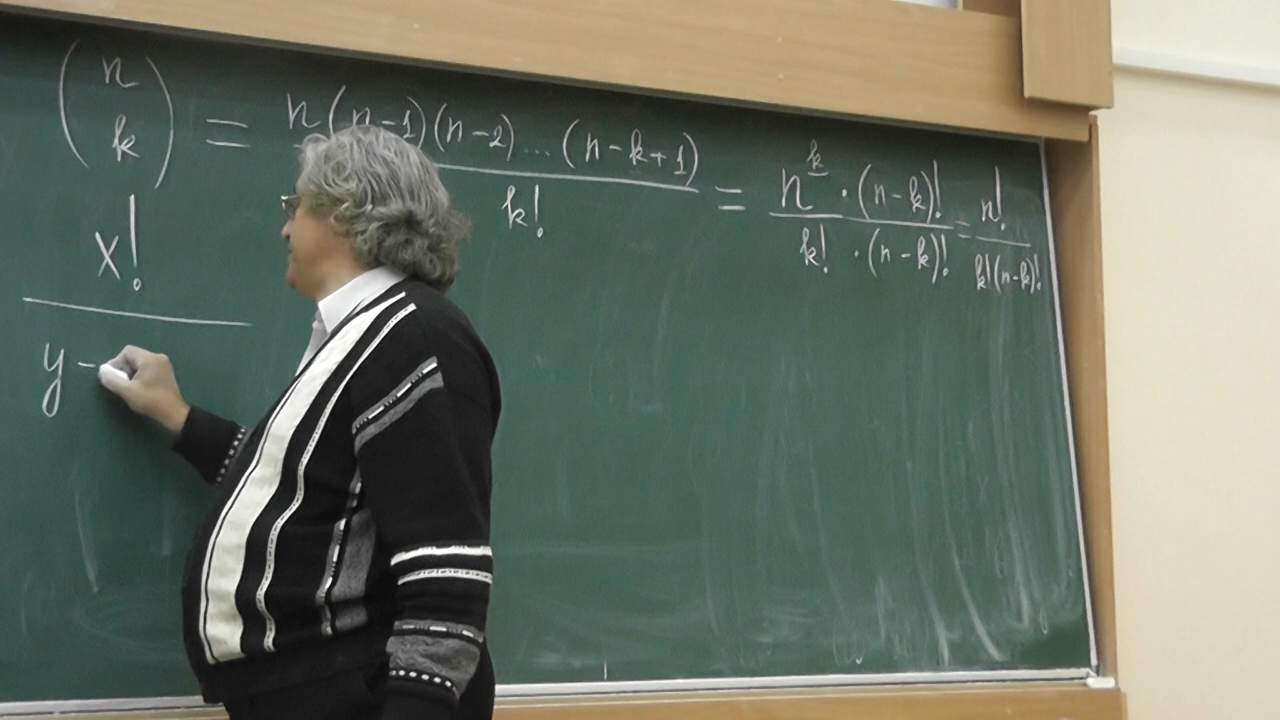 (n k) = n(n-1)(n-2)...(n-k+1) / k! = n^k̲ · (n-k)! / k! · (n-k)! = n! / k!(n-k)!
x!
y -